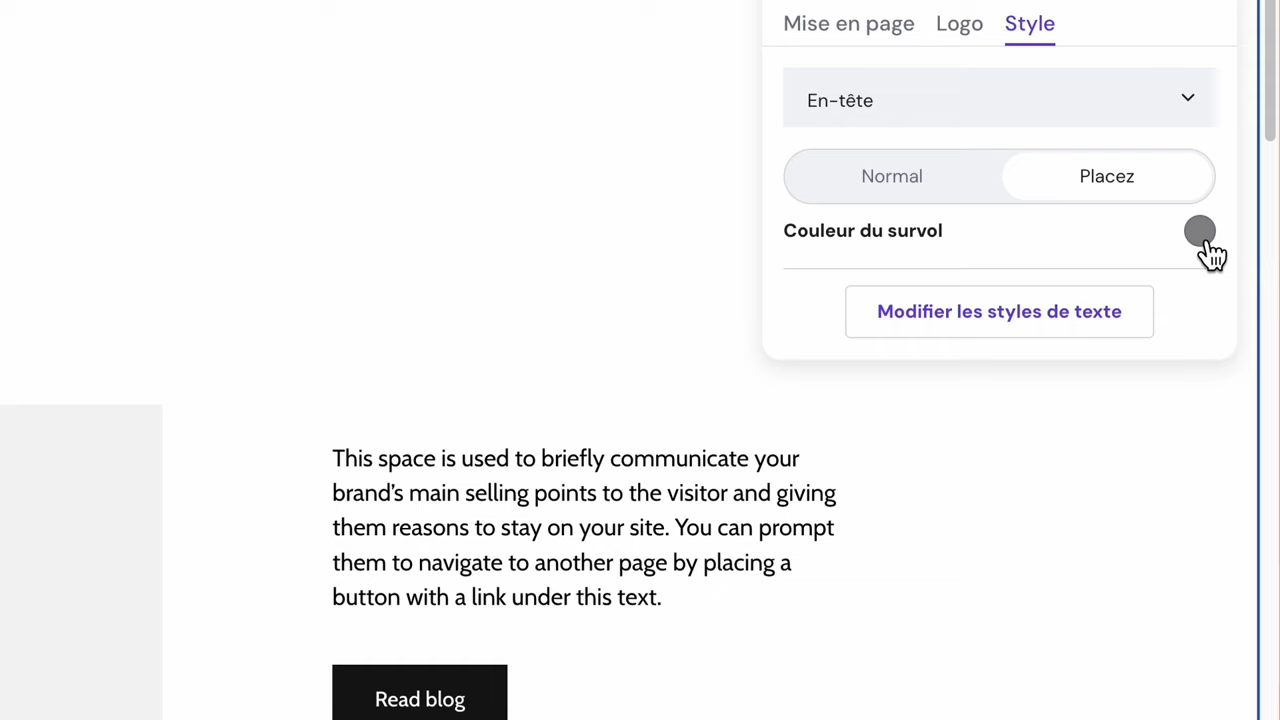 Mise en page Logo Style
En-tête
Normal Placez
Couleur du survol
Modifier les styles de texte
This space is used to briefly communicate your
brand's main selling points to the visitor and giving
them reasons to stay on your site. You can prompt
them to navigate to another page by placing a
button with a link under this text.
Read blog